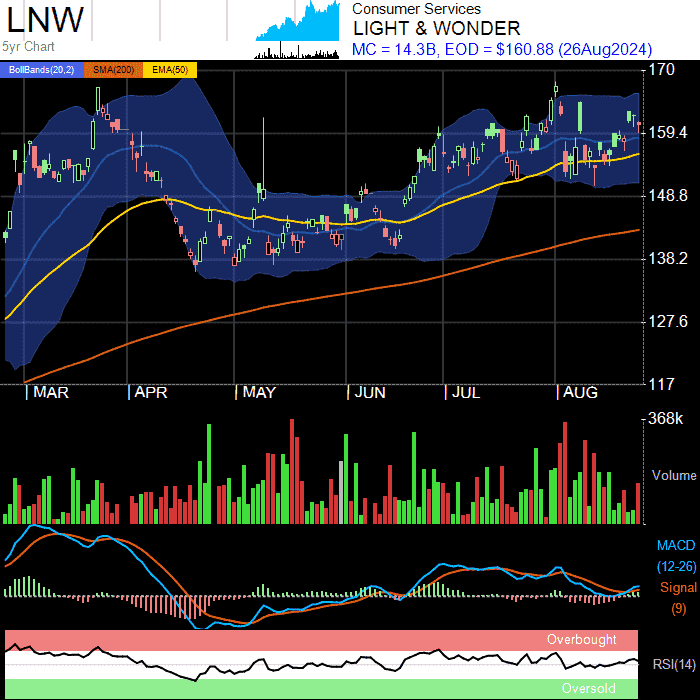 LNW
5yr Chart
Consumer Services
LIGHT & WONDER
MC = 14.3B, EOD = $160.88 (26Aug2024)
BollBands(20,2) SMA(200) EMA(50)
170
159.4
148.8
138.2
127.6
117
MAR APR MAY JUN JUL AUG
368k
Volume
MACD
(12-26)
Signal
(9)
Overbought
RSI(14)
Oversold